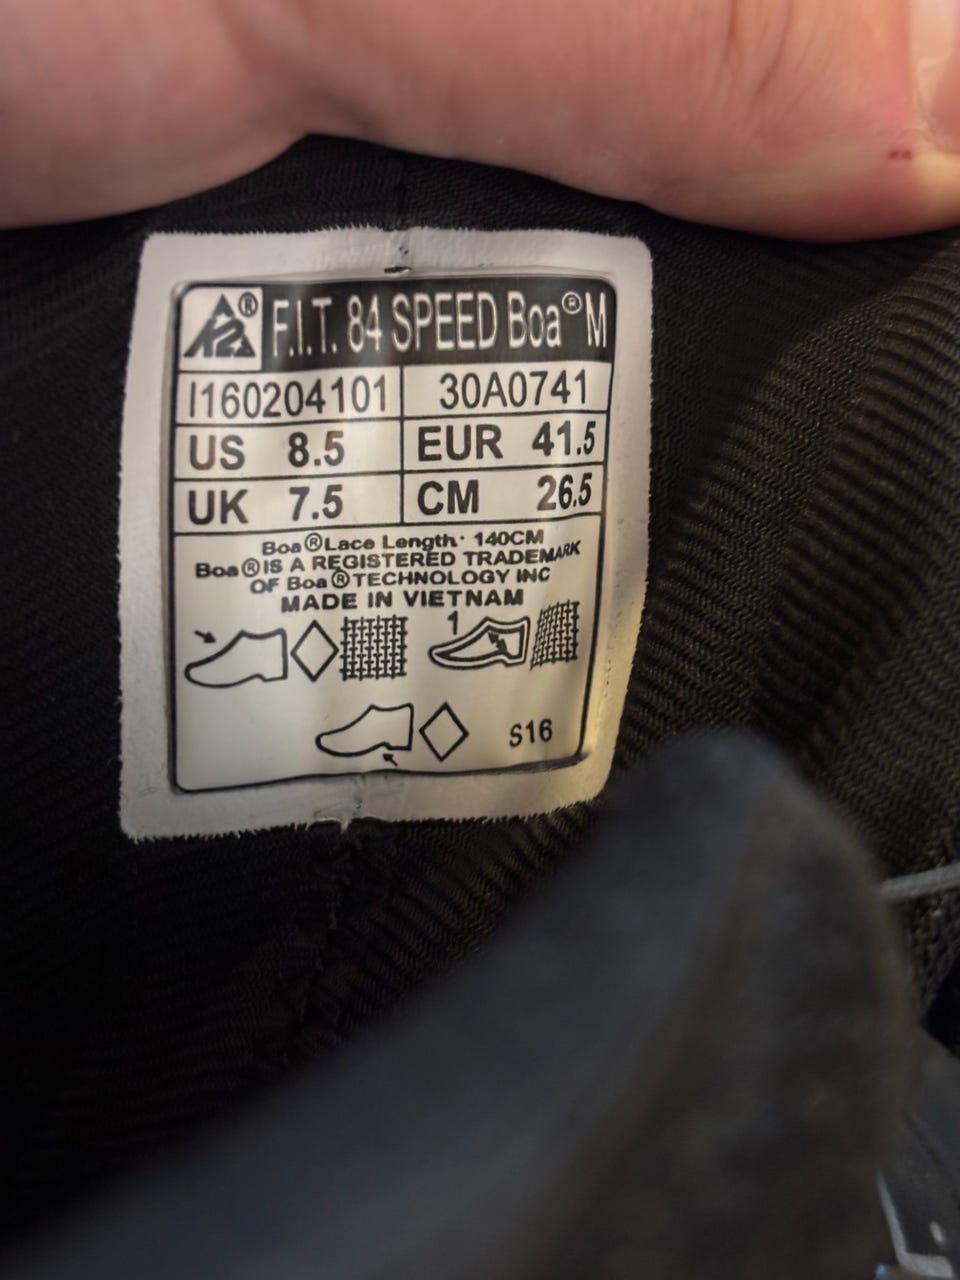 K2® F.I.T. 84 SPEED Boa® M
I160204101 30A0741
US 8.5 EUR 41.5
UK 7.5 CM 26.5
Boa® Lace Length: 140CM
Boa® IS A REGISTERED TRADEMARK
OF Boa® TECHNOLOGY INC
MADE IN VIETNAM
1
S16